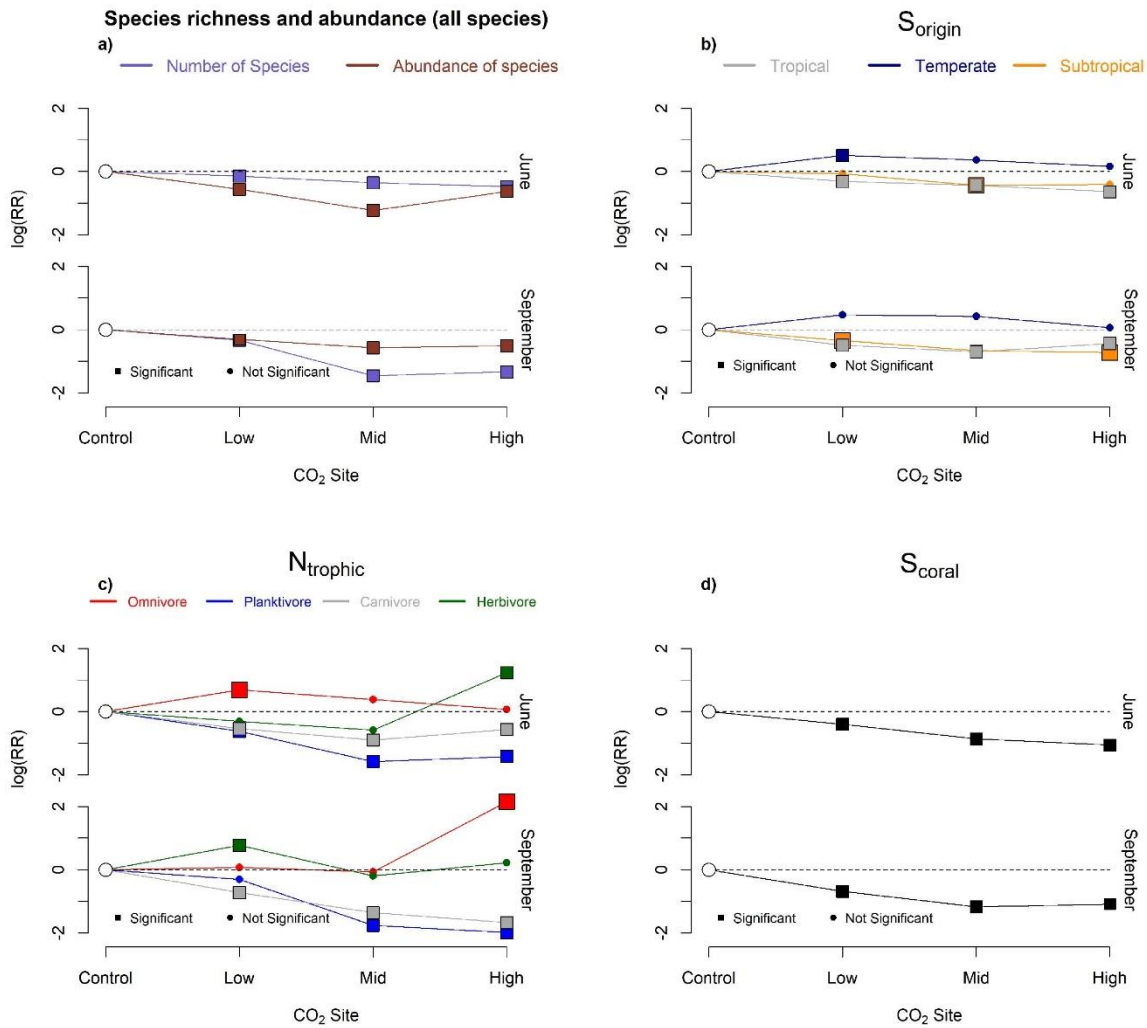 Species richness and abundance (all species)
a)
Number of Species Abundance of species
2
0
-2
log(RR)
June
2
0
-2
log(RR)
September
Significant Not Significant
Control Low Mid High
CO2 Site
Sorigin
b)
Tropical Temperate Subtropical
2
0
-2
log(RR)
June
2
0
-2
September
Significant Not Significant
Control Low Mid High
CO2 Site
Ntrophic
c)
Omnivore Planktivore Carnivore Herbivore
2
0
-2
log(RR)
June
2
0
-2
September
Significant Not Significant
Control Low Mid High
CO2 Site
Scoral
d)
2
0
-2
log(RR)
June
2
0
-2
September
Significant Not Significant
Control Low Mid High
CO2 Site